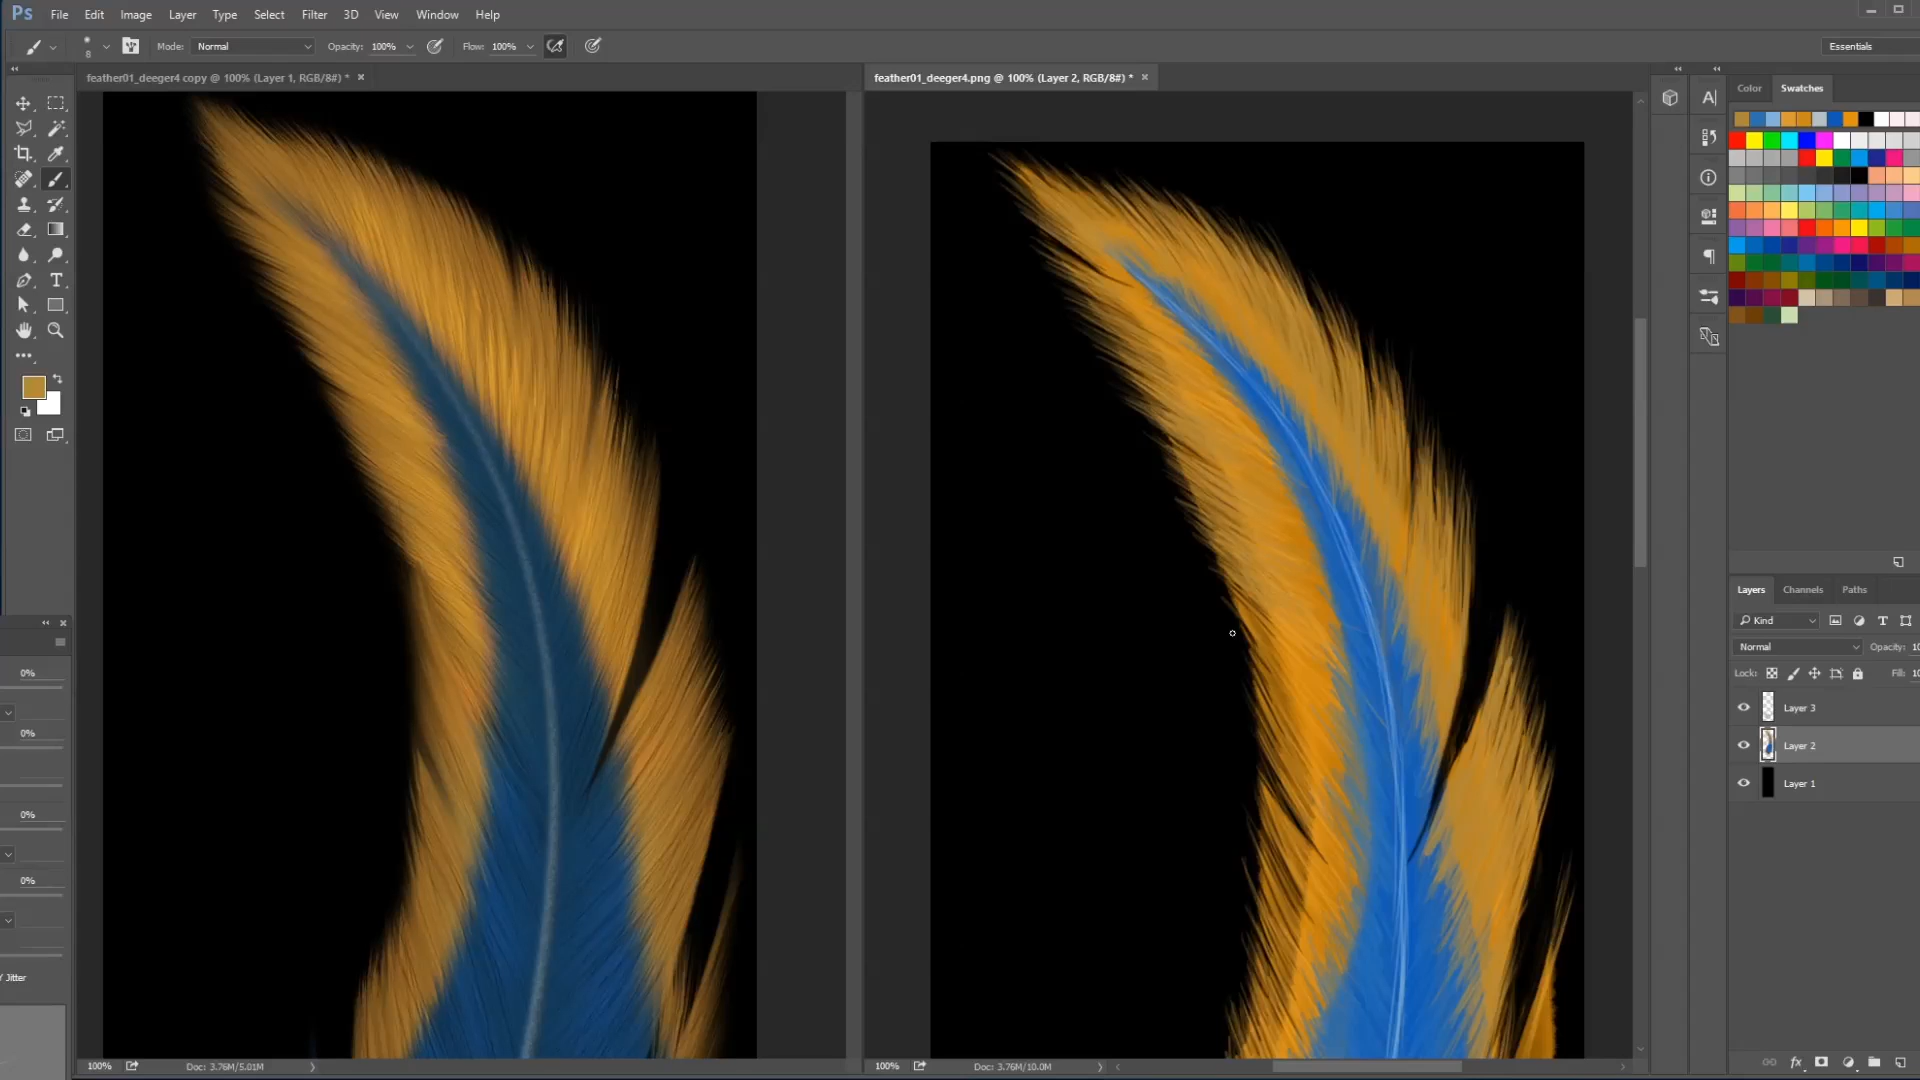 Ps File Edit Image Layer Type Select Filter 3D View Window Help
8 Mode: Normal Opacity: 100% Flow: 100% Essentials
feather01_deeger4 copy @ 100% (Layer 1, RGB/8#) * × feather01_deeger4.png @ 100% (Layer 2, RGB/8#) * ×
Color Swatches
0%
0%
0%
0%
Y Jitter
Layers Channels Paths
Kind
Normal Opacity: 10
Lock: Fill: 10
Layer 3
Layer 2
Layer 1
100% Doc: 3.76M/5.01M 100% Doc: 3.76M/10.0M